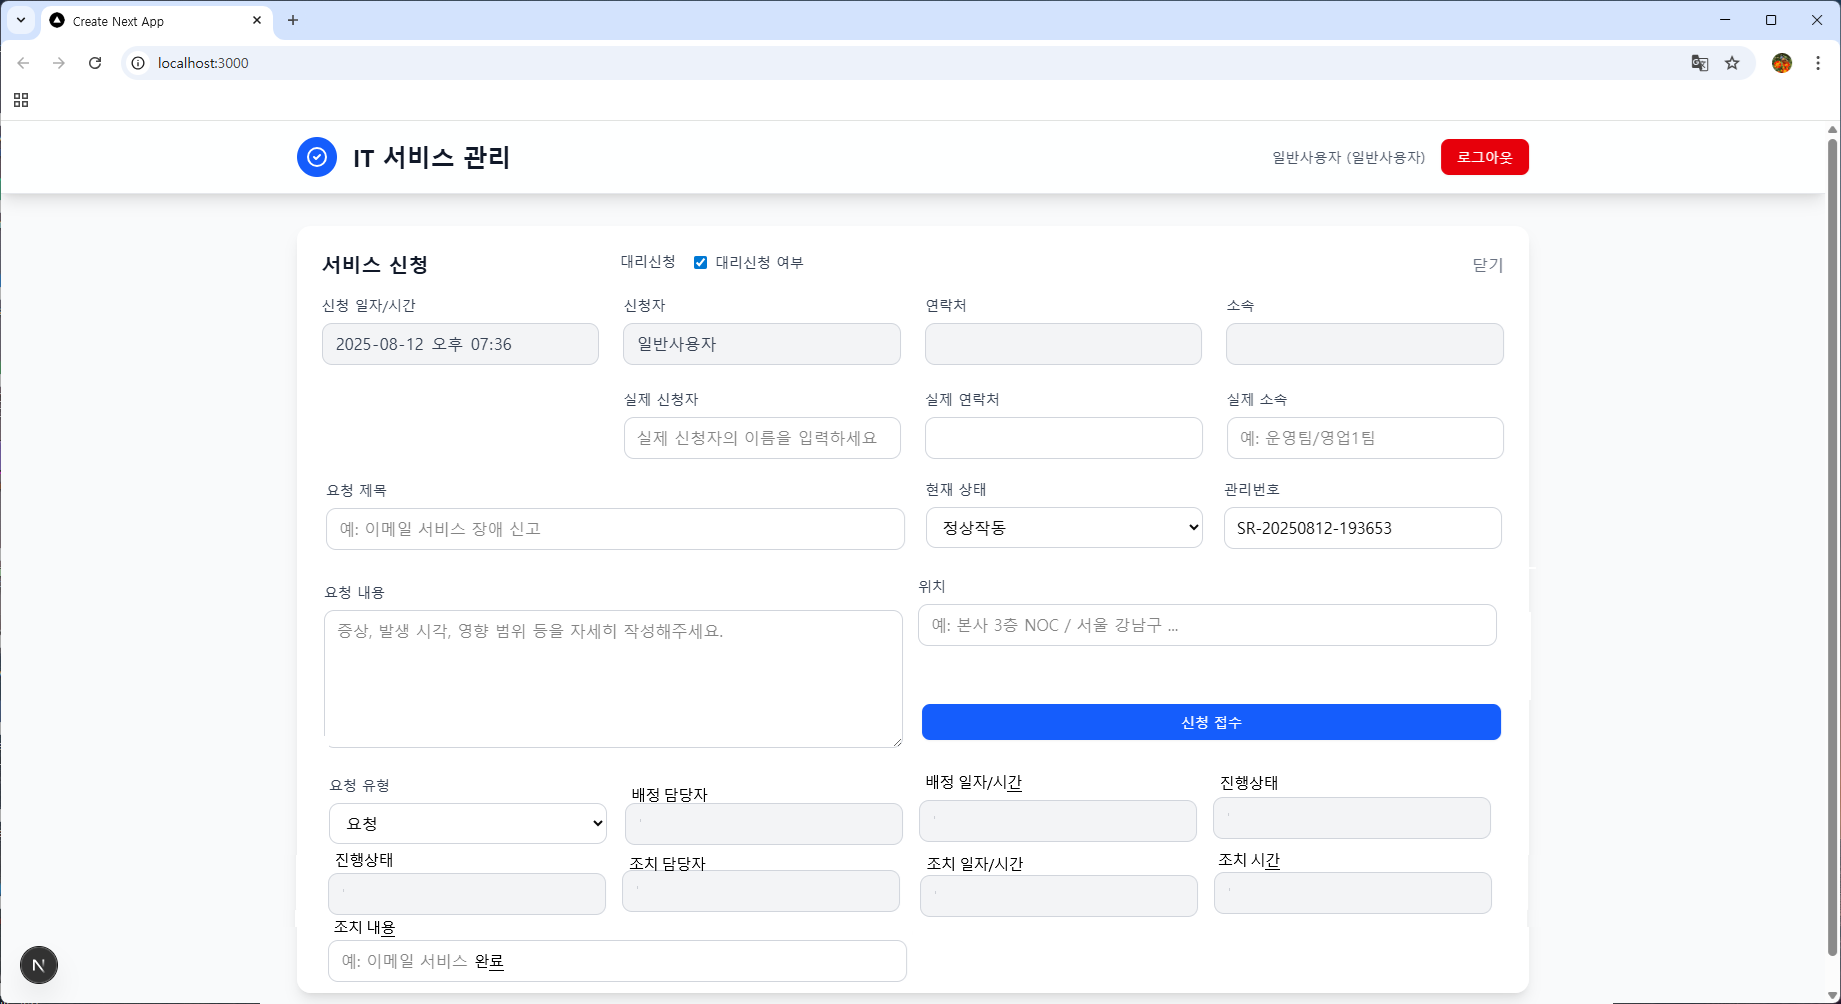 Create Next App
localhost:3000
IT 서비스 관리
일반사용자 (일반사용자)
로그아웃
서비스 신청
대리신청
대리신청 여부
닫기
신청 일자/시간
신청자
연락처
소속
2025-08-12 오후 07:36
일반사용자
실제 신청자
실제 연락처
실제 소속
실제 신청자의 이름을 입력하세요
예: 운영팀/영업1팀
요청 제목
현재 상태
관리번호
예: 이메일 서비스 장애 신고
정상작동
SR-20250812-193653
요청 내용
위치
증상, 발생 시각, 영향 범위 등을 자세히 작성해주세요.
예: 본사 3층 NOC / 서울 강남구 ...
신청 접수
요청 유형
배정 담당자
배정 일자/시간
진행상태
요청
진행상태
조치 담당자
조치 일자/시간
조치 시간
조치 내용
예: 이메일 서비스 완료
N